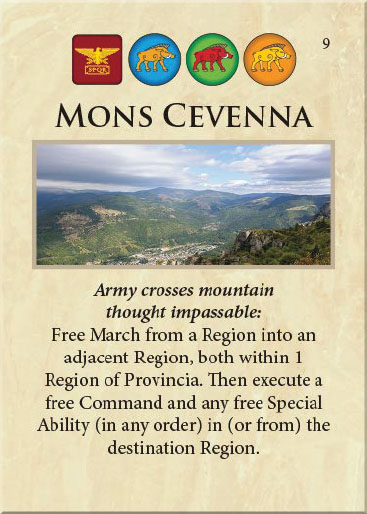 SPQR
9
MONS CEVENNA
Army crosses mountain
thought impassable:
Free March from a Region into an
adjacent Region, both within 1
Region of Provincia. Then execute a
free Command and any free Special
Ability (in any order) in (or from) the
destination Region.